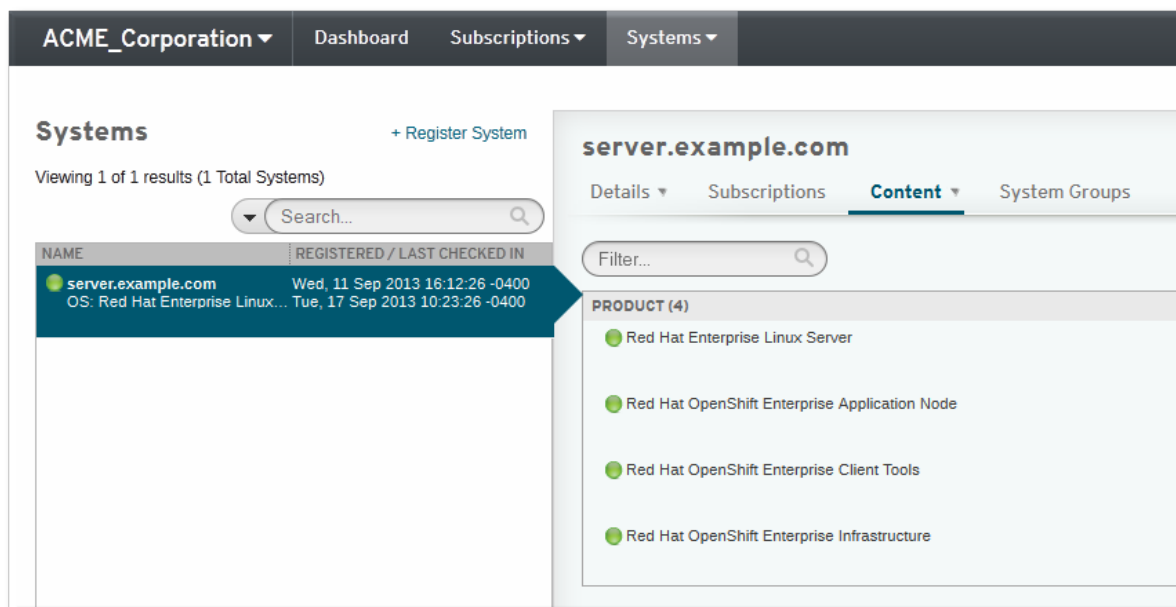 ACME_Corporation Dashboard Subscriptions Systems
Systems
+ Register System
Viewing 1 of 1 results (1 Total Systems)
Search...
NAME REGISTERED / LAST CHECKED IN
server.example.com Wed, 11 Sep 2013 16:12:26 -0400
OS: Red Hat Enterprise Linux... Tue, 17 Sep 2013 10:23:26 -0400
server.example.com
Details Subscriptions Content System Groups
Filter...
PRODUCT (4)
Red Hat Enterprise Linux Server
Red Hat OpenShift Enterprise Application Node
Red Hat OpenShift Enterprise Client Tools
Red Hat OpenShift Enterprise Infrastructure